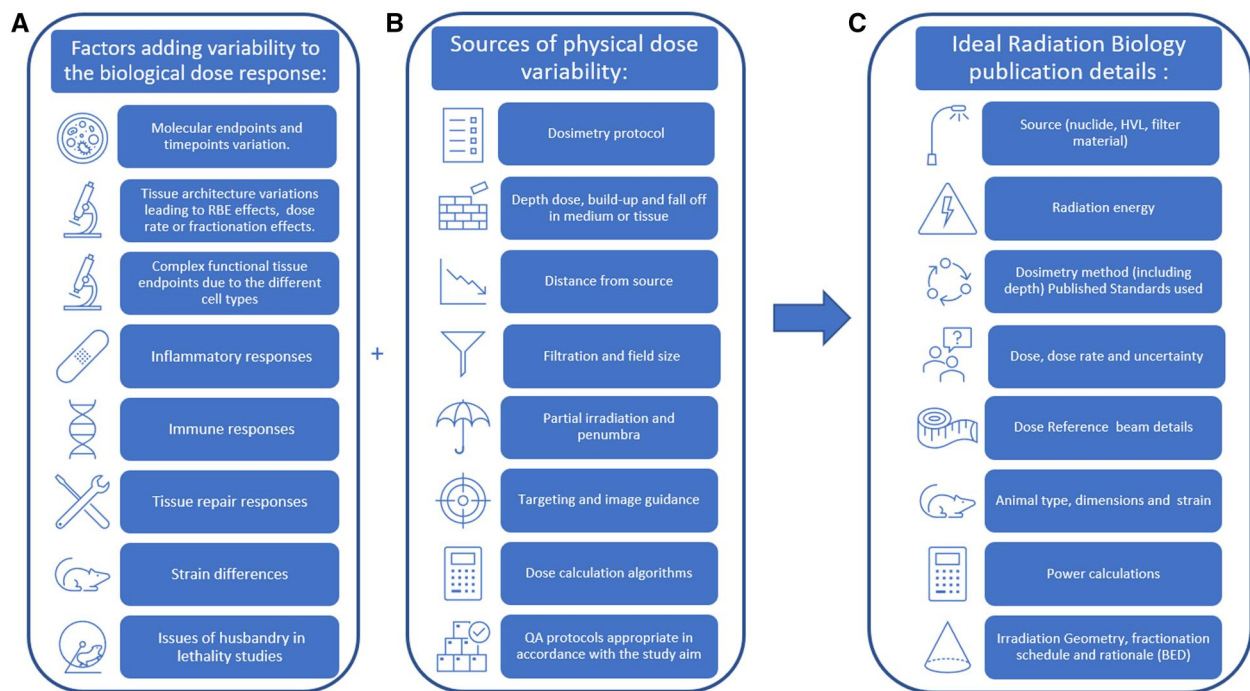 A
Factors adding variability to
the biological dose response:
Molecular endpoints and
timepoints variation.
Tissue architecture variations
leading to RBE effects, dose
rate or fractionation effects.
Complex functional tissue
endpoints due to the different
cell types
Inflammatory responses
Immune responses
Tissue repair responses
Strain differences
Issues of husbandry in
lethality studies
+
B
Sources of physical dose
variability:
Dosimetry protocol
Depth dose, build-up and fall off
in medium or tissue
Distance from source
Filtration and field size
Partial irradiation and
penumbra
Targeting and image guidance
Dose calculation algorithms
QA protocols appropriate in
accordance with the study aim
C
Ideal Radiation Biology
publication details :
Source (nuclide, HVL, filter
material)
Radiation energy
Dosimetry method (including
depth) Published Standards used
?
Dose, dose rate and uncertainty
Dose Reference beam details
Animal type, dimensions and strain
Power calculations
Irradiation Geometry, fractionation
schedule and rationale (BED)